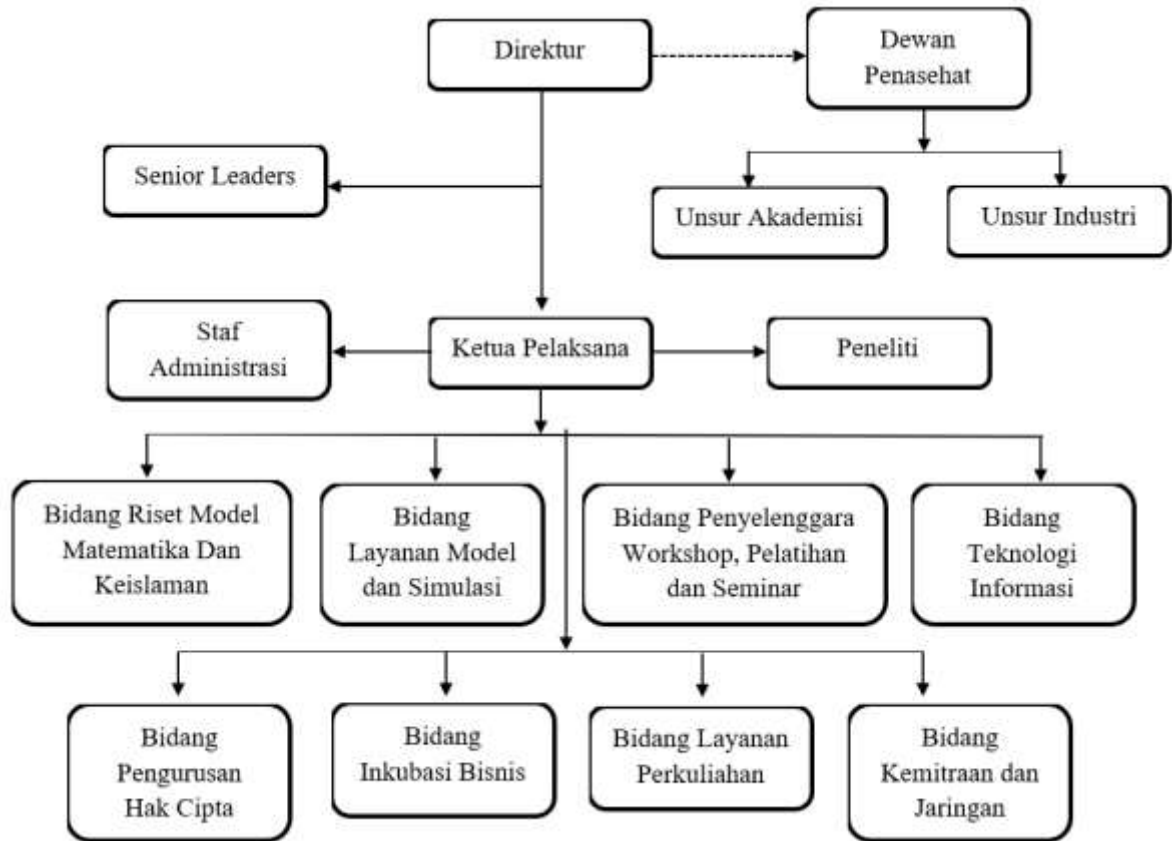 Direktur
Dewan
Penasehat
Senior Leaders
Unsur Akademisi
Unsur Industri
Staf
Administrasi
Ketua Pelaksana
Peneliti
Bidang Riset Model
Matematika Dan
Keislaman
Bidang
Layanan Model
dan Simulasi
Bidang Penyelenggara
Workshop, Pelatihan
dan Seminar
Bidang
Teknologi
Informasi
Bidang
Pengurusan
Hak Cipta
Bidang
Inkubasi Bisnis
Bidang Layanan
Perkuliahan
Bidang
Kemitraan dan
Jaringan